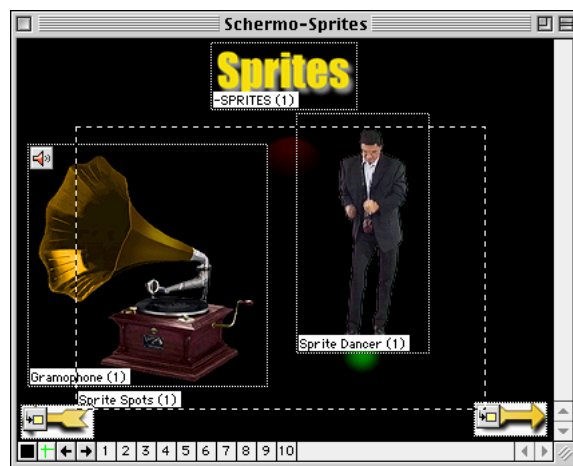 Schermo-Sprites
Sprites
-SPRITES (1)
Sprite Dancer (1)
Gramophone (1)
Sprite Spots (1)
1 2 3 4 5 6 7 8 9 10